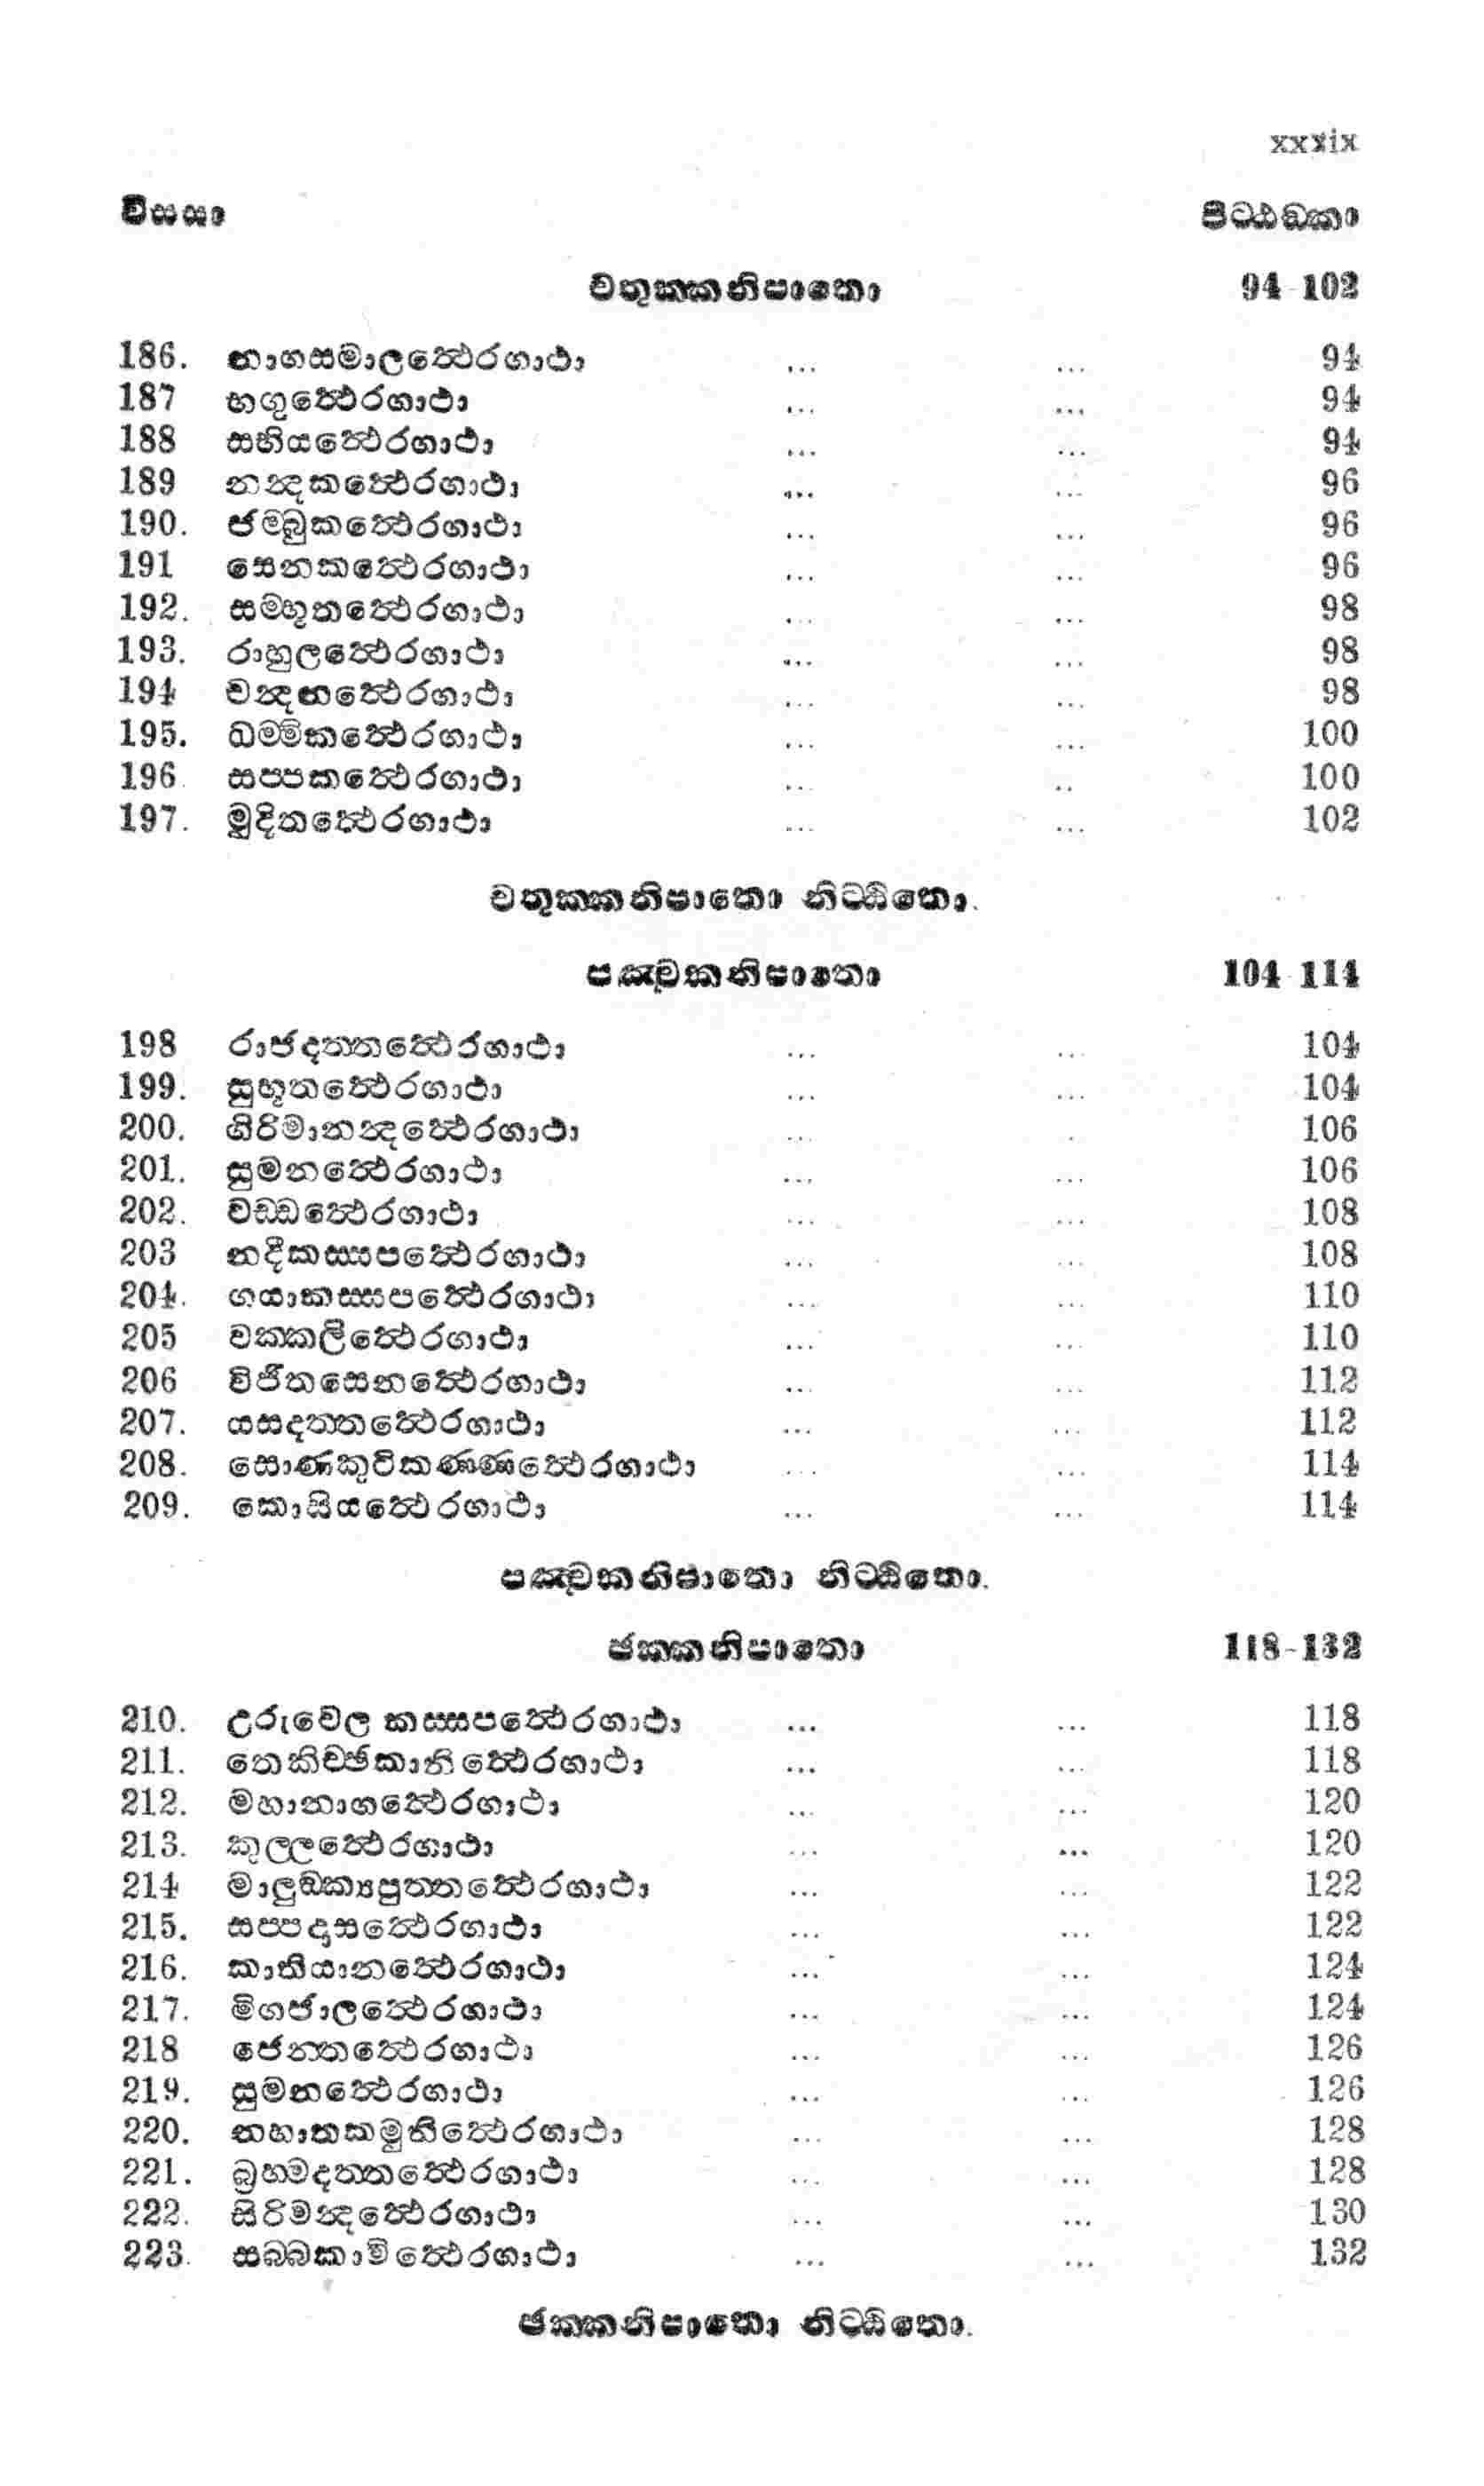 xxxix
විසසා පිට්ඨඞ්කා
චතුක්කනිපාතො 94-102
186. නාගසමාලත්ථෙරගාථා ... ... 94
187 භගුත්ථෙරගාථා ... ... 94
188 සභියත්ථෙරගාථා ... ... 94
189 නන්දකත්ථෙරගාථා ... ... 96
190. ජම්බුකත්ථෙරගාථා ... ... 96
191 සෙනකත්ථෙරගාථා ... ... 96
192. සම්භූතත්ථෙරගාථා ... ... 98
193. රාහුලත්ථෙරගාථා ... ... 98
194 චන්දනත්ථෙරගාථා ... ... 98
195. ධම්මිකත්ථෙරගාථා ... ... 100
196. සප්පකත්ථෙරගාථා ... .. 100
197. මුදිතත්ථෙරගාථා ... ... 102
චතුක්කනිපාතො නිට්ඨිතො.
පඤ්චකනිපාතො 104-114
198 රාජදත්තත්ථෙරගාථා ... ... 104
199. සුභූතත්ථෙරගාථා ... ... 104
200. ගිරිමානන්දත්ථෙරගාථා ... . 106
201. සුමනත්ථෙරගාථා ... ... 106
202. වඩ්ඪත්ථෙරගාථා ... ... 108
203 නදීකස්සපත්ථෙරගාථා ... ... 108
204. ගයාකස්සපත්ථෙරගාථා ... ... 110
205 වක්කලිත්ථෙරගාථා ... ... 110
206 විජිතසෙනත්ථෙරගාථා ... ... 112
207. යසදත්තත්ථෙරගාථා ... ... 112
208. සොණකුටිකණ්ණත්ථෙරගාථා ... ... 114
209. කොසියත්ථෙරගාථා ... ... 114
පඤ්චකනිපාතො නිට්ඨිතො.
ඡක්කනිපාතො 118-132
210. උරුවෙල කස්සපත්ථෙරගාථා ... ... 118
211. තෙකිච්ඡකානිත්ථෙරගාථා ... ... 118
212. මහානාගත්ථෙරගාථා ... ... 120
213. කුල්ලත්ථෙරගාථා ... ... 120
214 මාලුඞ්ක්‍යපුත්තත්ථෙරගාථා ... ... 122
215. සප්පදාසත්ථෙරගාථා ... ... 122
216. කාතියානත්ථෙරගාථා ... ... 124
217. මිගජාලත්ථෙරගාථා ... ... 124
218 ජෙන්තත්ථෙරගාථා ... ... 126
219. සුමනත්ථෙරගාථා ... ... 126
220. නහාතකමුනිත්ථෙරගාථා ... ... 128
221. බ්‍රහ්මදත්තත්ථෙරගාථා ... ... 128
222. සිරිමන්දත්ථෙරගාථා ... ... 130
223. සබ්බකාමිත්ථෙරගාථා ... ... 132
ඡක්කනිපාතො නිට්ඨිතො.